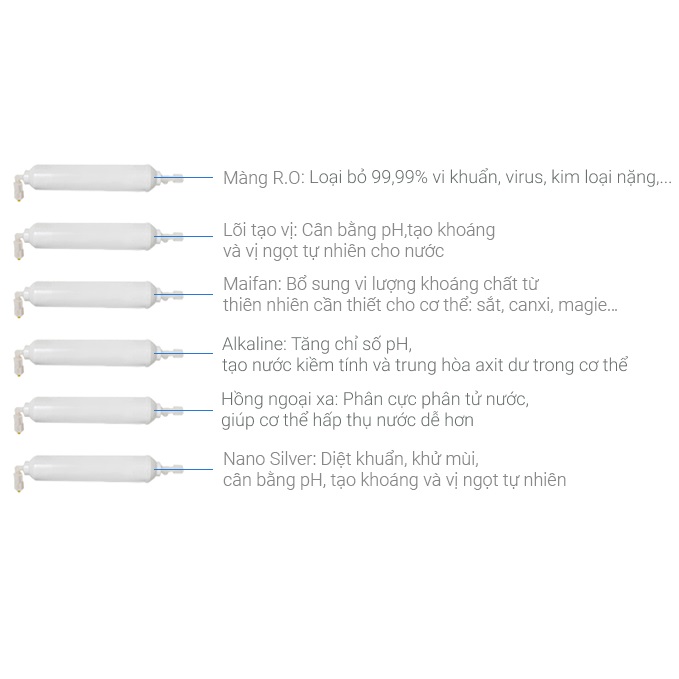 Màng R.O: Loại bỏ 99,99% vi khuẩn, virus, kim loại nặng,...
Lõi tạo vị: Cân bằng pH,tạo khoáng
và vị ngọt tự nhiên cho nước
Maifan: Bổ sung vi lượng khoáng chất từ
thiên nhiên cần thiết cho cơ thể: sắt, canxi, magie...
Alkaline: Tăng chỉ số pH,
tạo nước kiềm tính và trung hòa axit dư trong cơ thể
Hồng ngoại xa: Phân cực phân tử nước,
giúp cơ thể hấp thụ nước dễ hơn
Nano Silver: Diệt khuẩn, khử mùi,
cân bằng pH, tạo khoáng và vị ngọt tự nhiên